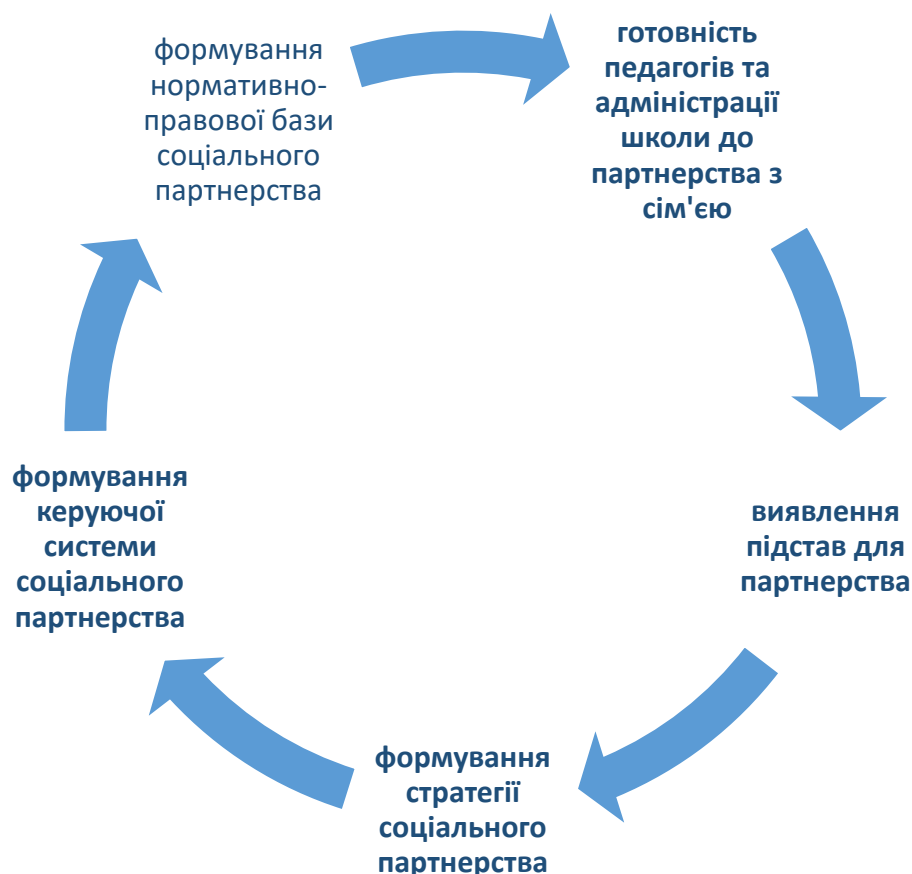 формування
нормативно-
правової бази
соціального
партнерства
готовність
педагогів та
адміністрації
школи до
партнерства з
сім'єю
виявлення
підстав для
партнерства
формування
стратегії
соціального
партнерства
формування
керуючої
системи
соціального
партнерства